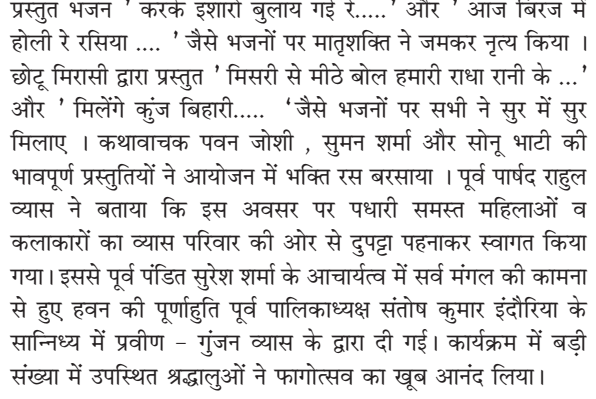 प्रस्तुत भजन ' करके इशारो बुलाय गई रे.....' और ' आज बिरज में
होली रे रसिया .... ' जैसे भजनों पर मातृशक्ति ने जमकर नृत्य किया ।
छोटू मिरासी द्वारा प्रस्तुत ' मिसरी से मीठे बोल हमारी राधा रानी के ...'
और ' मिलेंगे कुंज बिहारी..... ‘जैसे भजनों पर सभी ने सुर में सुर
मिलाए । कथावाचक पवन जोशी , सुमन शर्मा और सोनू भाटी की
भावपूर्ण प्रस्तुतियों ने आयोजन में भक्ति रस बरसाया । पूर्व पार्षद राहुल
व्यास ने बताया कि इस अवसर पर पधारी समस्त महिलाओं व
कलाकारों का व्यास परिवार की ओर से दुपट्टा पहनाकर स्वागत किया
गया। इससे पूर्व पंडित सुरेश शर्मा के आचार्यत्व में सर्व मंगल की कामना
से हुए हवन की पूर्णाहुति पूर्व पालिकाध्यक्ष संतोष कुमार इंदौरिया के
सान्निध्य में प्रवीण - गुंजन व्यास के द्वारा दी गई। कार्यक्रम में बड़ी
संख्या में उपस्थित श्रद्धालुओं ने फागोत्सव का खूब आनंद लिया।